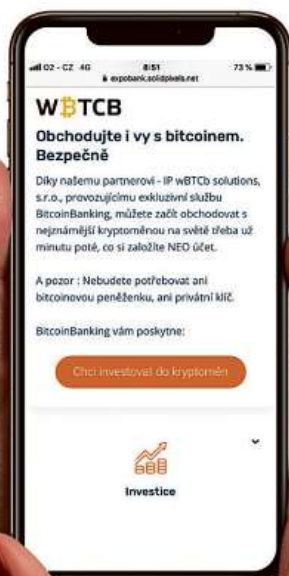 O2 - CZ 4G 8:51 73 %
expobank.solidpixels.net
W₿TCB
Obchodujte i vy s bitcoinem.
Bezpečně
Díky našemu partnerovi - IP wBTCb solutions,
s.r.o., provozujícímu exkluzivní službu
BitcoinBanking, můžete začít obchodovat s
nejznámější kryptoměnou na světě třeba už
minutu poté, co si založíte NEO účet.
A pozor : Nebudete potřebovat ani
bitcoinovou peněženku, ani privátní klíč.
BitcoinBanking vám poskytne:
Chci investovat do kryptoměn
Investice